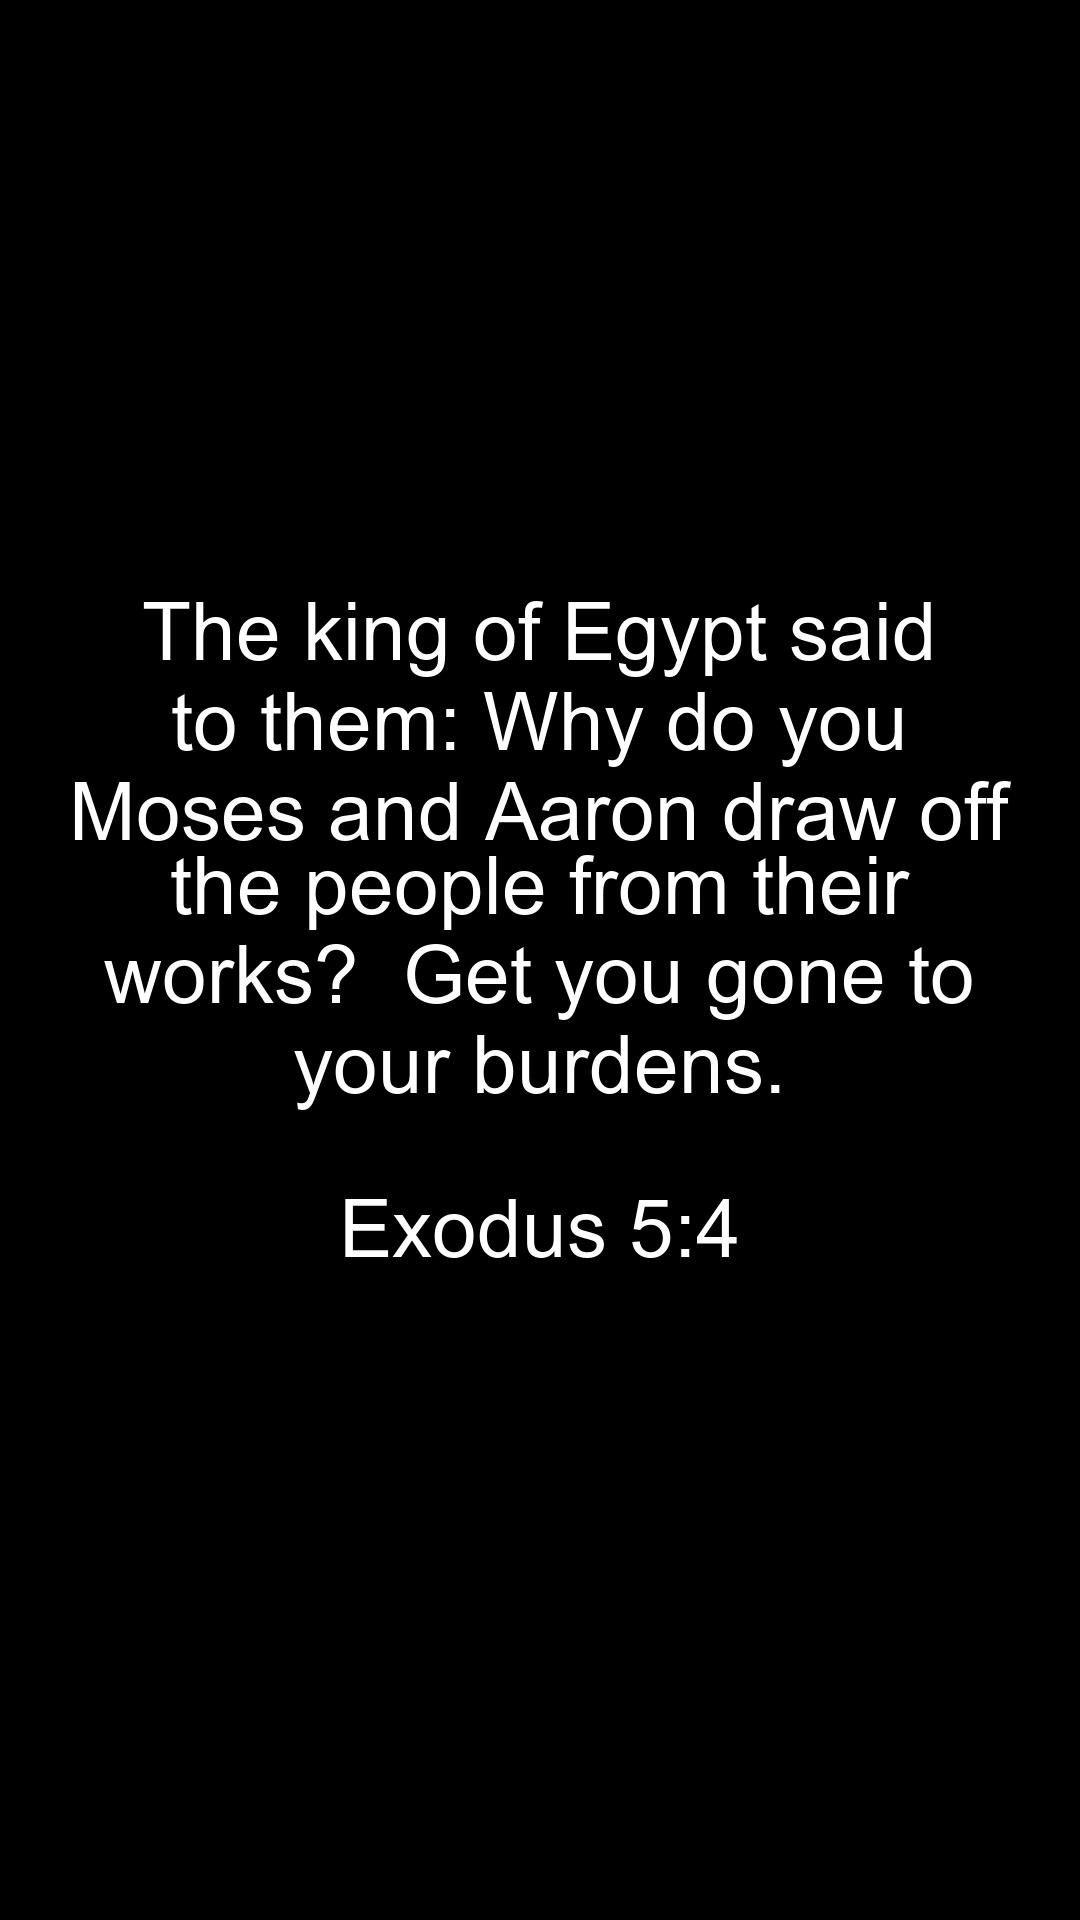 The king of Egypt said
to them: Why do you
Moses and Aaron draw off
the people from their
works?  Get you gone to
your burdens.
Exodus 5:4